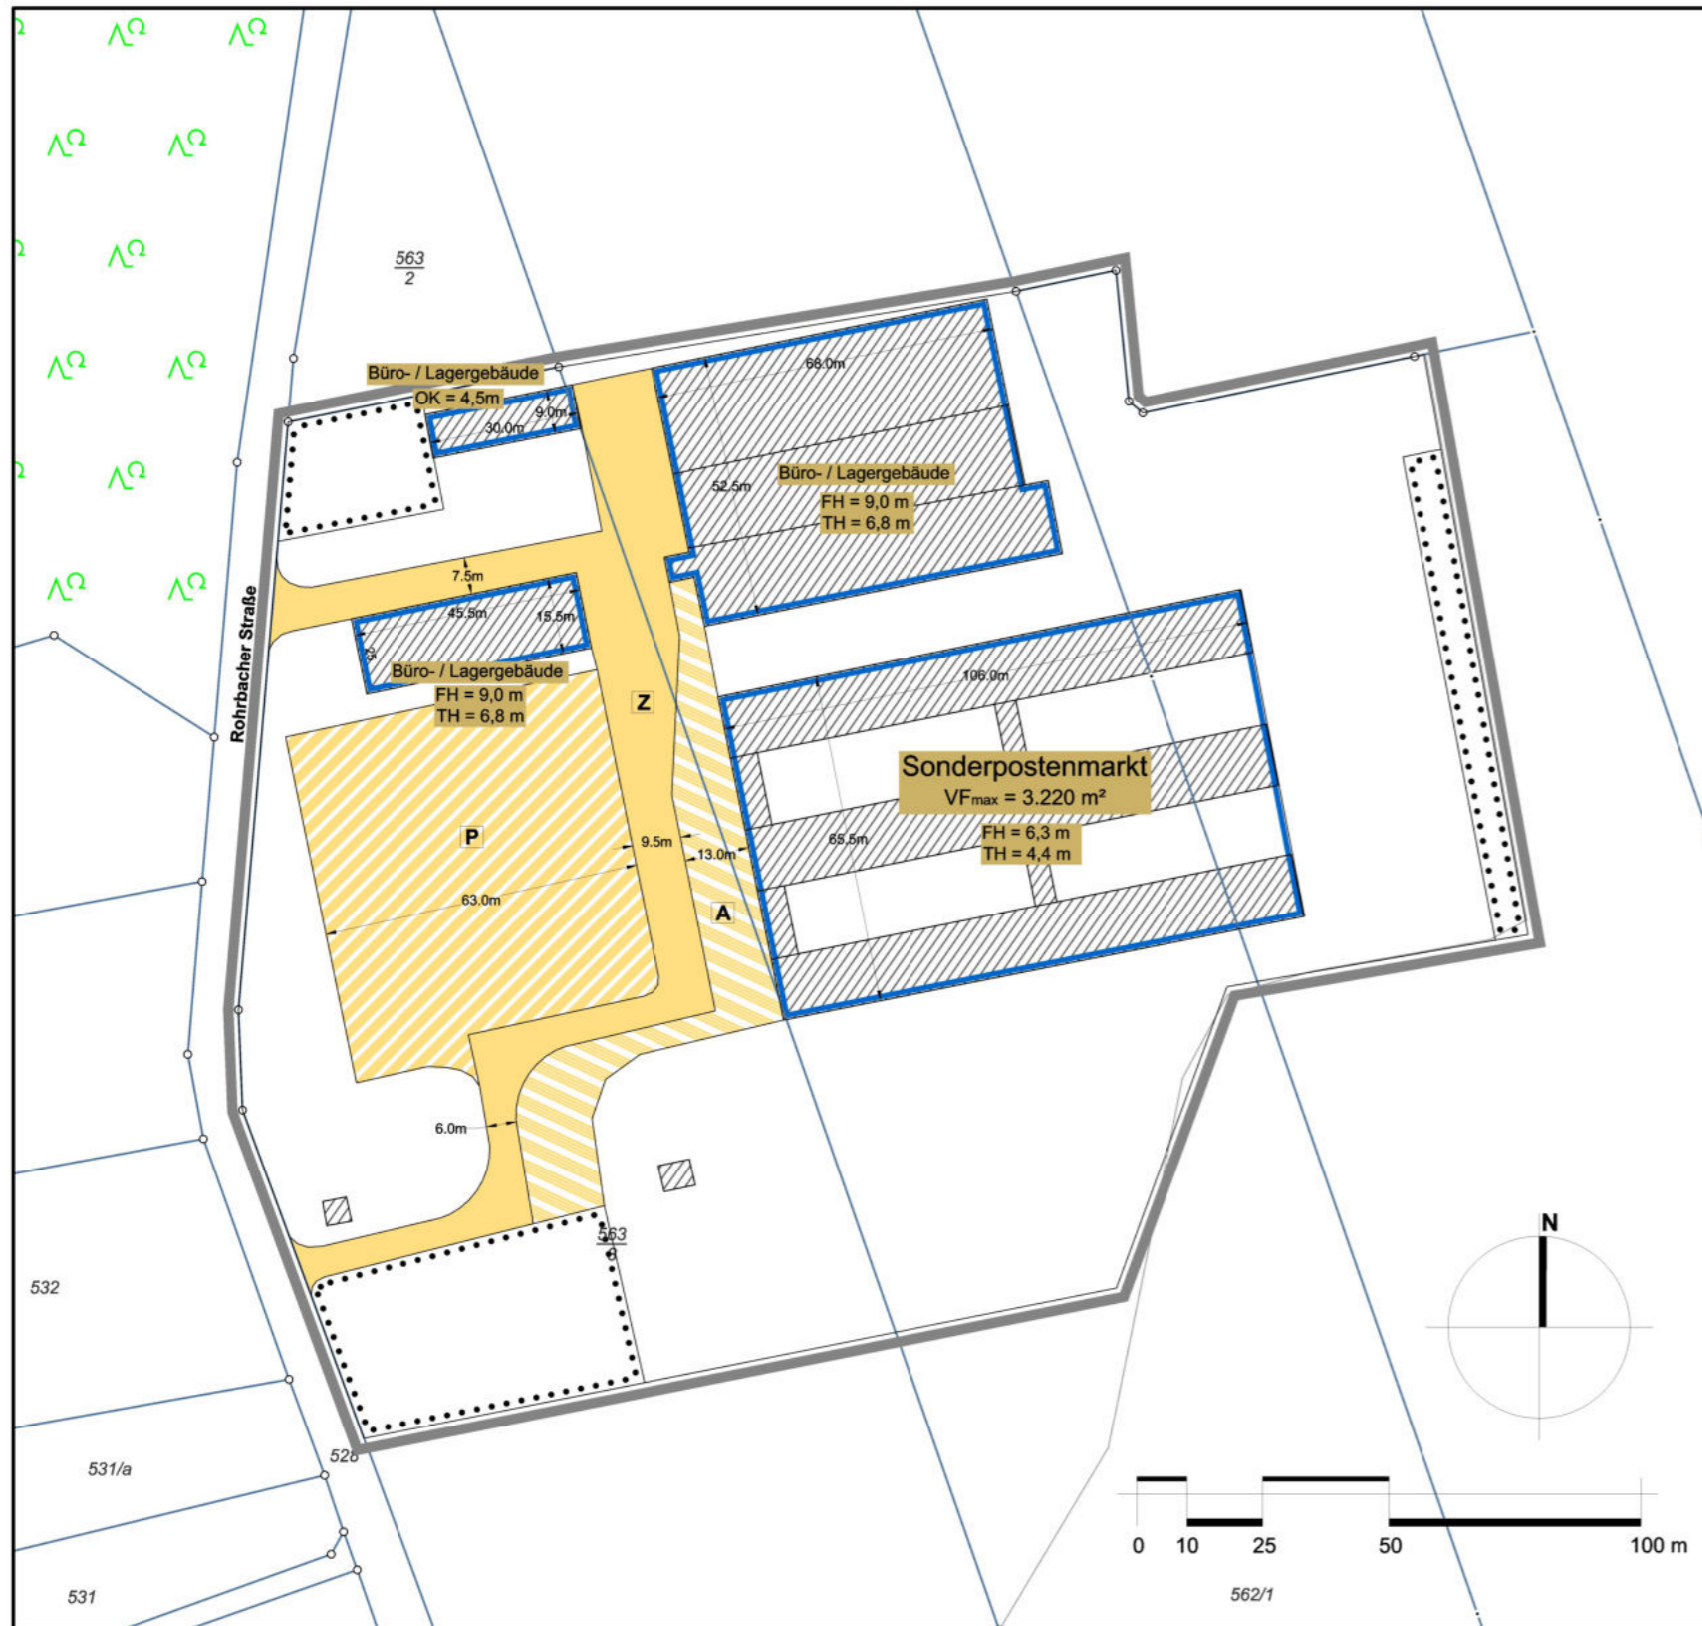 563
2
Büro- / Lagergebäude
OK = 4,5m
9.0m
30.0m
68.0m
52.5m
Büro- / Lagergebäude
FH = 9,0 m
TH = 6,8 m
7.5m
45.5m
15.5m
25
Büro- / Lagergebäude
FH = 9,0 m
TH = 6,8 m
Rohrbacher Straße
Z
106.0m
Sonderpostenmarkt
VFmax = 3.220 m²
FH = 6,3 m
TH = 4,4 m
65.5m
P
9.5m
13.0m
63.0m
A
6.0m
563
532
528
531/a
531
N
0 10 25 50 100 m
562/1